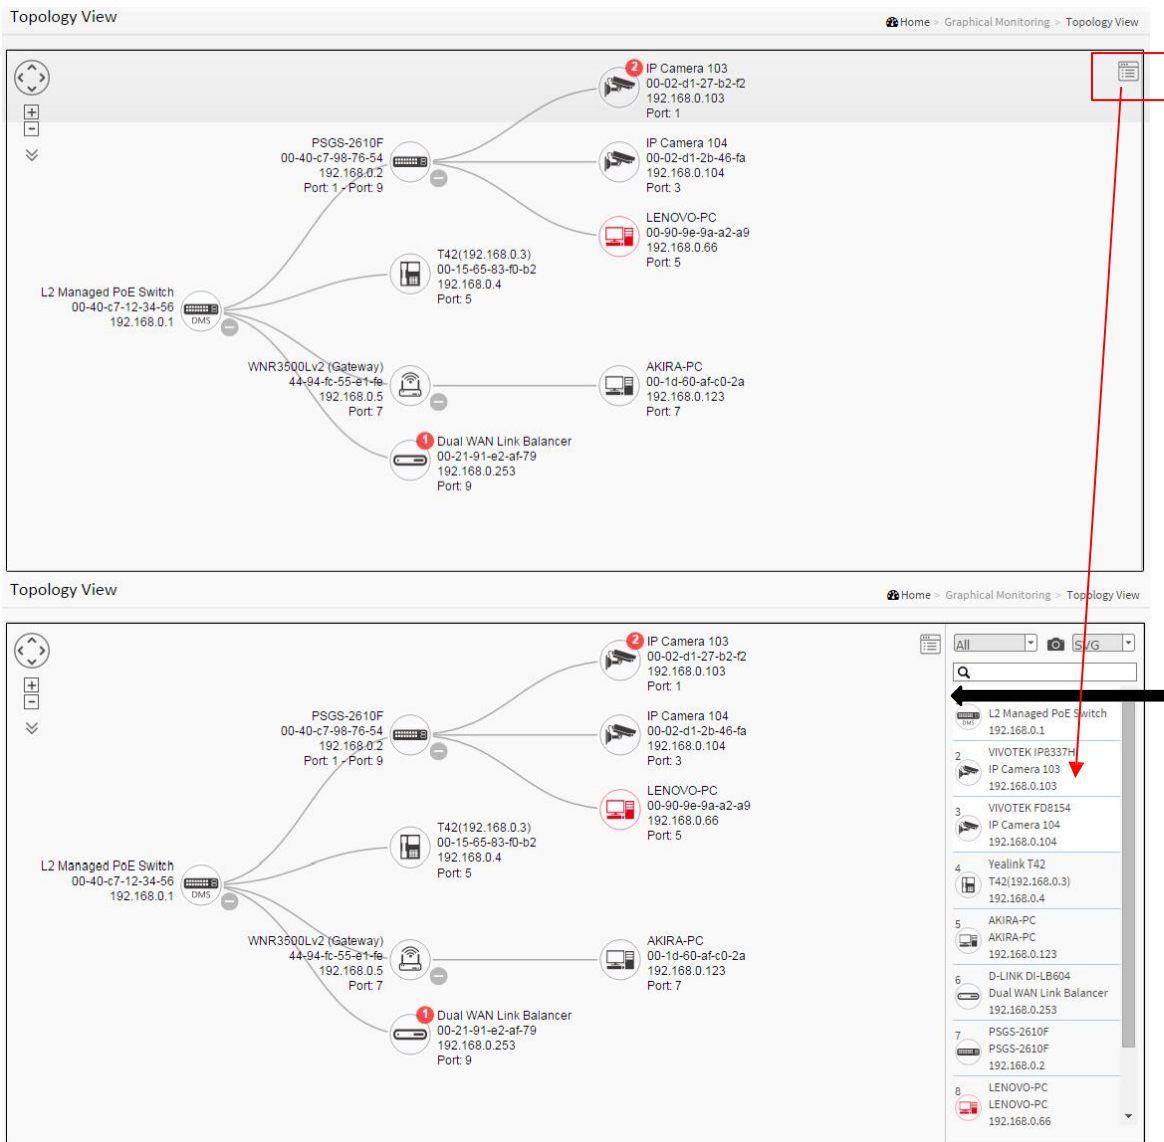 Topology View
Home > Graphical Monitoring > Topology View
2
IP Camera 103
00-02-d1-27-b2-f2
192.168.0.103
Port: 1
PSGS-2610F
00-40-c7-98-76-54
192.168.0.2
Port: 1 - Port: 9
IP Camera 104
00-02-d1-2b-46-fa
192.168.0.104
Port: 3
LENOVO-PC
00-90-9e-9a-a2-a9
192.168.0.66
Port: 5
T42(192.168.0.3)
00-15-65-83-f0-b2
192.168.0.4
Port: 5
L2 Managed PoE Switch
00-40-c7-12-34-56
192.168.0.1
DMS
WNR3500Lv2 (Gateway)
44-94-fc-55-e1-fe
192.168.0.5
Port: 7
AKIRA-PC
00-1d-60-af-c0-2a
192.168.0.123
Port: 7
1
Dual WAN Link Balancer
00-21-91-e2-af-79
192.168.0.253
Port: 9
Topology View
Home > Graphical Monitoring > Topology View
2
IP Camera 103
00-02-d1-27-b2-f2
192.168.0.103
Port: 1
PSGS-2610F
00-40-c7-98-76-54
192.168.0.2
Port: 1 - Port: 9
IP Camera 104
00-02-d1-2b-46-fa
192.168.0.104
Port: 3
LENOVO-PC
00-90-9e-9a-a2-a9
192.168.0.66
Port: 5
T42(192.168.0.3)
00-15-65-83-f0-b2
192.168.0.4
Port: 5
L2 Managed PoE Switch
00-40-c7-12-34-56
192.168.0.1
DMS
WNR3500Lv2 (Gateway)
44-94-fc-55-e1-fe
192.168.0.5
Port: 7
AKIRA-PC
00-1d-60-af-c0-2a
192.168.0.123
Port: 7
1
Dual WAN Link Balancer
00-21-91-e2-af-79
192.168.0.253
Port: 9
All
SVG
DMS
L2 Managed PoE Switch
192.168.0.1
2
VIVOTEK IP8337H
IP Camera 103
192.168.0.103
3
VIVOTEK FD8154
IP Camera 104
192.168.0.104
4
Yealink T42
T42(192.168.0.3)
192.168.0.4
5
AKIRA-PC
AKIRA-PC
192.168.0.123
6
D-LINK DI-LB604
Dual WAN Link Balancer
192.168.0.253
7
PSGS-2610F
PSGS-2610F
192.168.0.2
8
LENOVO-PC
LENOVO-PC
192.168.0.66